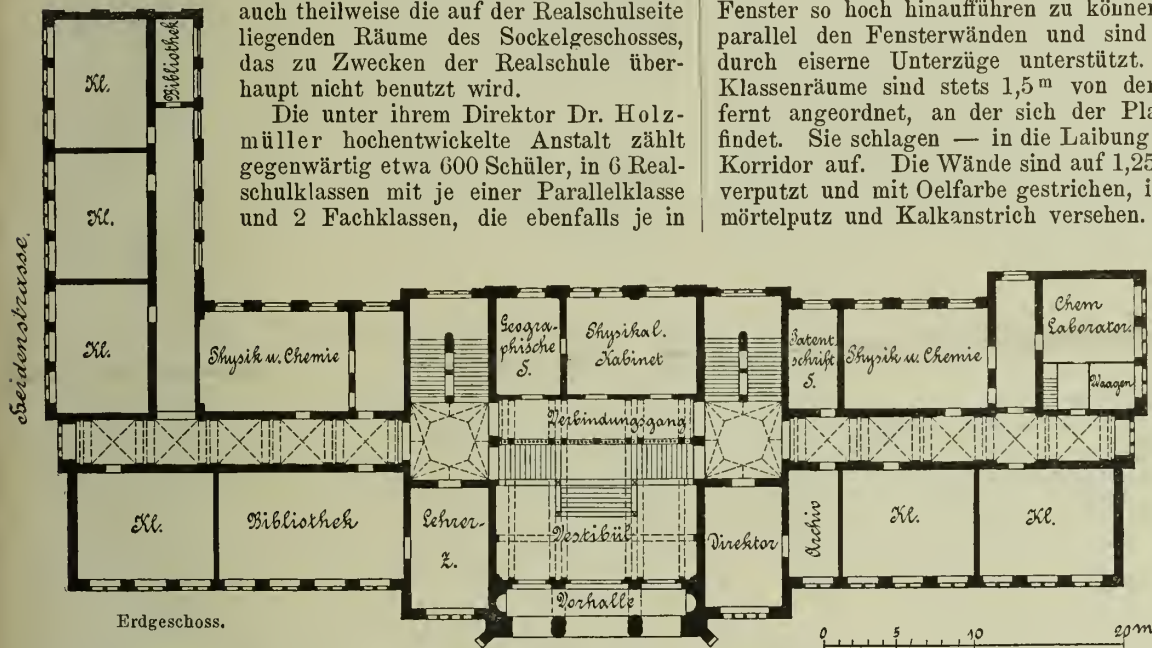 auch theilweise die auf der Realschulseite
liegenden Räume des Sockelgeschosses,
das zu Zwecken der Realschule über-
haupt nicht benutzt wird.
Die unter ihrem Direktor Dr. Holz-
müller hochentwickelte Anstalt zählt
gegenwärtig etwa 600 Schüler, in 6 Real-
schulklassen mit je einer Parallelklasse
und 2 Fachklassen, die ebenfalls je in
Fenster so hoch hinaufführen zu können
parallel den Fensterwänden und sind
durch eiserne Unterzüge unterstützt.
Klassenräume sind stets 1,5 m von der
fernt angeordnet, an der sich der Pla
findet. Sie schlagen — in die Laibung
Korridor auf. Die Wände sind auf 1,25
verputzt und mit Oelfarbe gestrichen, i
mörtelputz und Kalkanstrich versehen.
Kl.
Bibliothek
Kl.
Kl.
Seidenstrasse.
Physik u. Chemie
Geogra-
phische
S.
Physikal.
Kabinet
Patent
schrift
S.
Physik u. Chemie
Chem
Laborator.
Waagen
Verbindungsgang
Kl.
Bibliothek
Lehrer-
Z.
Vestibül
Direktor
Archiv
Kl.
Kl.
Vorhalle
Erdgeschoss.
0 5 10 20 m